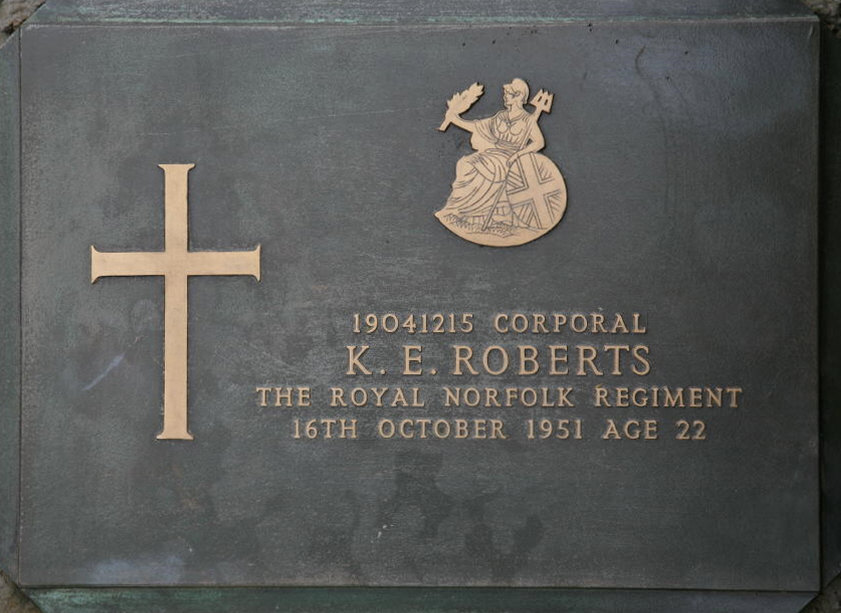 19041215 CORPORAL
K. E. ROBERTS
THE ROYAL NORFOLK REGIMENT
16TH OCTOBER 1951 AGE 22